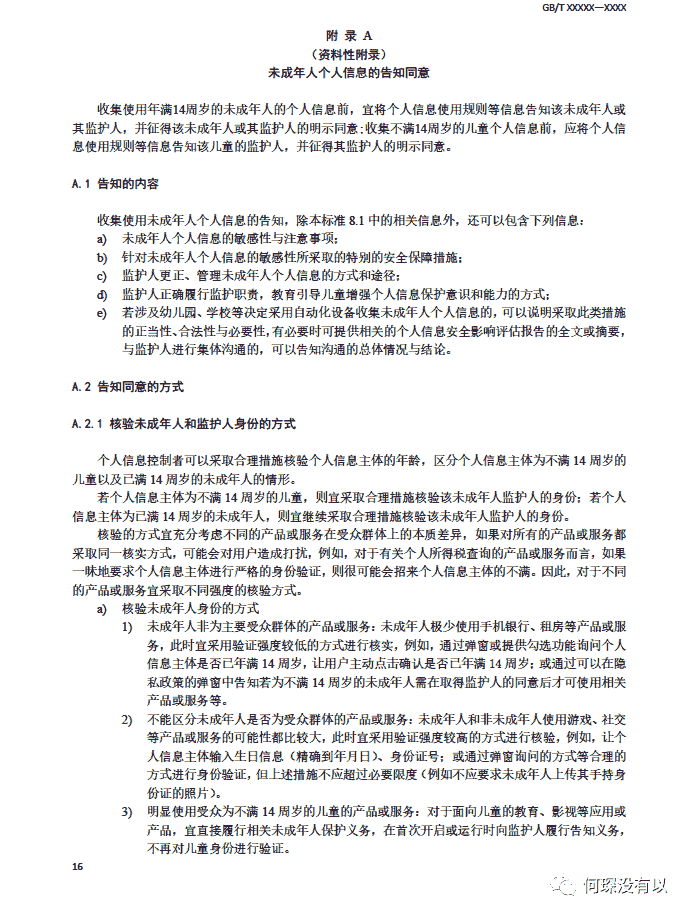 GB/T XXXXX—XXXX
附 录 A
（资料性附录）
未成年人个人信息的告知同意
收集使用年满14周岁的未成年人的个人信息前，宜将个人信息使用规则等信息告知该未成年人或
其监护人，并征得该未成年人或其监护人的明示同意；收集不满14周岁的儿童个人信息前，应将个人信
息使用规则等信息告知该儿童的监护人，并征得其监护人的明示同意。
A.1 告知的内容
收集使用未成年人个人信息的告知，除本标准 8.1 中的相关信息外，还可以包含下列信息：
a) 未成年人个人信息的敏感性与注意事项；
b) 针对未成年人个人信息的敏感性所采取的特别的安全保障措施；
c) 监护人更正、管理未成年人个人信息的方式和途径；
d) 监护人正确履行监护职责，教育引导儿童增强个人信息保护意识和能力的方式；
e) 若涉及幼儿园、学校等决定采用自动化设备收集未成年人个人信息的，可以说明采取此类措施
的正当性、合法性与必要性，有必要时可提供相关的个人信息安全影响评估报告的全文或摘要，
与监护人进行集体沟通的，可以告知沟通的总体情况与结论。
A.2 告知同意的方式
A.2.1 核验未成年人和监护人身份的方式
个人信息控制者可以采取合理措施核验个人信息主体的年龄，区分个人信息主体为不满 14 周岁的
儿童以及已满 14 周岁的未成年人的情形。
若个人信息主体为不满 14 周岁的儿童，则宜采取合理措施核验该未成年人监护人的身份；若个人
信息主体为已满 14 周岁的未成年人，则宜继续采取合理措施核验该未成年人监护人的身份。
核验的方式宜充分考虑不同的产品或服务在受众群体上的本质差异，如果对所有的产品或服务都
采取同一核实方式，可能会对用户造成打扰，例如，对于有关个人所得税查询的产品或服务而言，如果
一昧地要求个人信息主体进行严格的身份验证，则很可能会招来个人信息主体的不满。因此，对于不同
的产品或服务宜采取不同强度的核验方式。
a) 核验未成年人身份的方式
1) 未成年人非为主要受众群体的产品或服务：未成年人极少使用手机银行、租房等产品或服
务，此时宜采用验证强度较低的方式进行核实，例如，通过弹窗或提供勾选功能询问个人
信息主体是否已年满 14 周岁，让用户主动点击确认是否已年满 14 周岁；或通过可以在隐
私政策的弹窗中告知若为不满 14 周岁的未成年人需在取得监护人的同意后才可使用相关
产品或服务等。
2) 不能区分未成年人是否为受众群体的产品或服务：未成年人和非未成年人使用游戏、社交
等产品或服务的可能性都比较大，此时宜采用验证强度较高的方式进行核验，例如，让个
人信息主体输入生日信息（精确到年月日）、身份证号；或通过弹窗询问的方式等合理的
方式进行身份验证，但上述措施不应超过必要限度（例如不应要求未成年人上传其手持身
份证的照片）。
3) 明显使用受众为不满 14 周岁的儿童的产品或服务：对于面向儿童的教育、影视等应用或
产品，宜直接履行相关未成年人保护义务，在首次开启或运行时向监护人履行告知义务，
不再对儿童身份进行验证。
16
何琛没有以